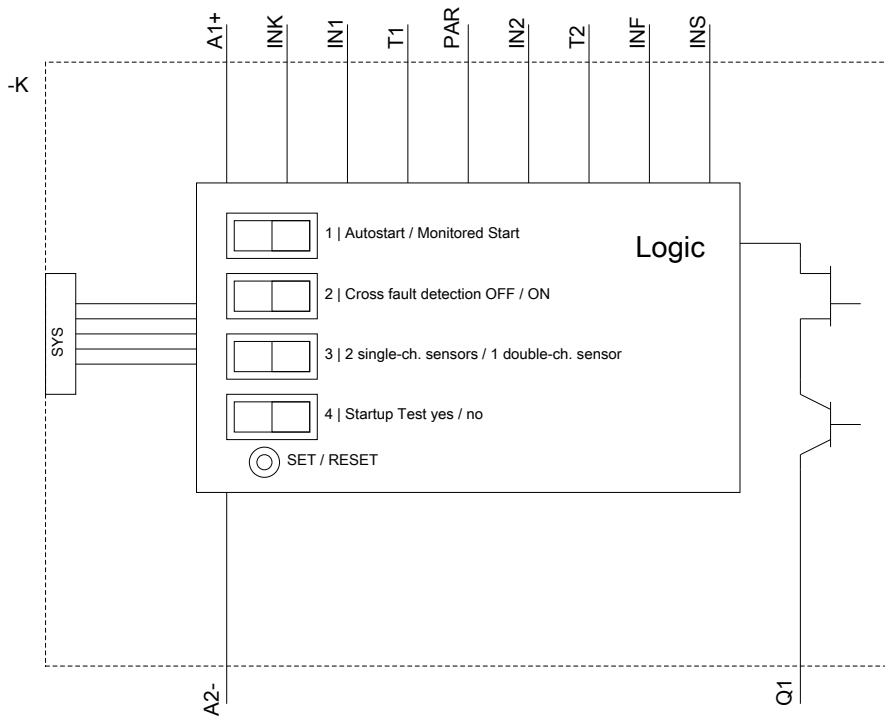 A1+
INK
IN1
T1
PAR
IN2
T2
INF
INS
-K
1 | Autostart / Monitored Start
Logic
2 | Cross fault detection OFF / ON
SYS
3 | 2 single-ch. sensors / 1 double-ch. sensor
4 | Startup Test yes / no
SET / RESET
A2-
Q1